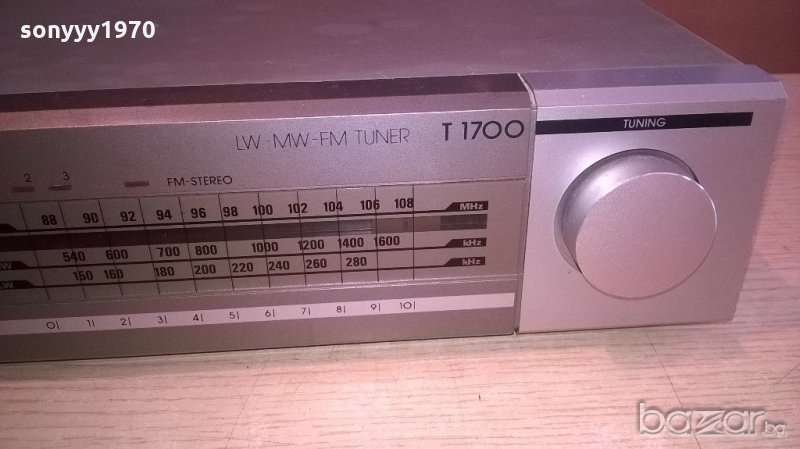 sonyyy1970
LW-MW-FM TUNER T 1700
TUNING
2 3
FM-STEREO
88 90 92 94 96 98 100 102 104 106 108 MHz
540 600 700 800 1000 1200 1400 1600 kHz
150 160 180 200 220 240 260 280 kHz
0 1 2 3 4 5 6 7 8 9 10
bazar.bg